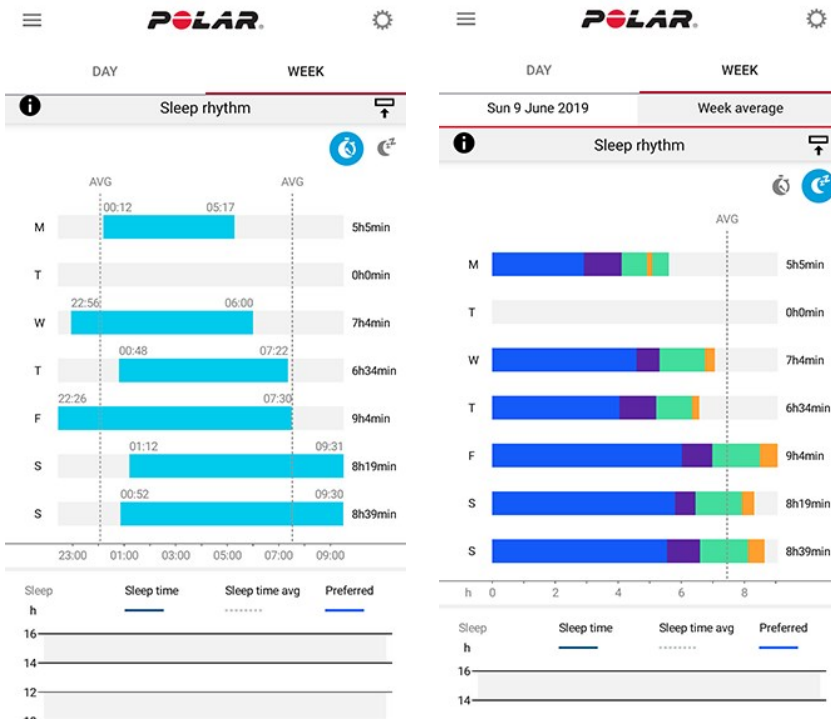 POLAR.
DAY WEEK
i Sleep rhythm
AVG AVG
00:12 05:17
M 5h5min
T 0h0min
22:56 06:00
W 7h4min
00:48 07:22
T 6h34min
22:26 07:30
F 9h4min
01:12 09:31
S 8h19min
00:52 09:30
S 8h39min
23:00 01:00 03:00 05:00 07:00 09:00
Sleep Sleep time Sleep time avg Preferred
h
16
14
12
POLAR.
DAY WEEK
Sun 9 June 2019 Week average
i Sleep rhythm
zz
AVG
M 5h5min
T 0h0min
W 7h4min
T 6h34min
F 9h4min
S 8h19min
S 8h39min
h 0 2 4 6 8
Sleep Sleep time Sleep time avg Preferred
h
16
14